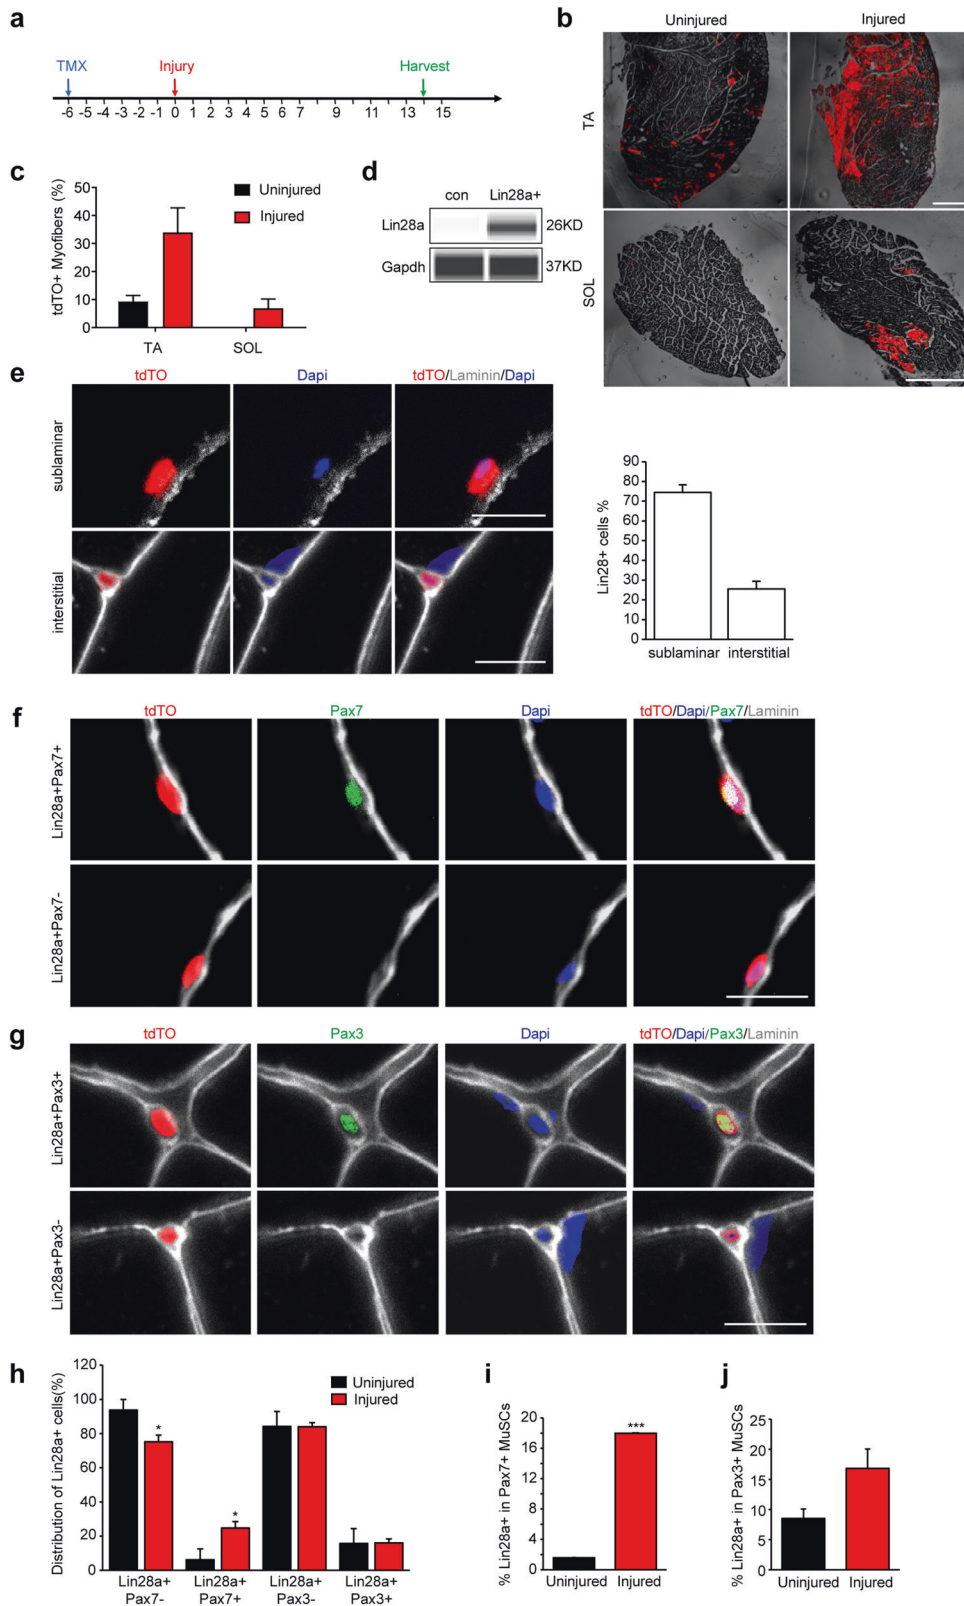 a
TMX Injury Harvest
-6 -5 -4 -3 -2 -1 0 1 2 3 4 5 6 7 9 11 13 15
b
Uninjured Injured
TA
SOL
c
tdTO+ Myofibers (%)
50
40
30
20
10
0
Uninjured
Injured
TA SOL
d
con Lin28a+
Lin28a 26KD
Gapdh 37KD
e
tdTO Dapi tdTO/Laminin/Dapi
sublaminar
interstitial
Lin28+ cells %
90
80
70
60
50
40
30
20
10
0
sublaminar interstitial
f
tdTO Pax7 Dapi tdTO/Dapi/Pax7/Laminin
Lin28a+Pax7+
Lin28a+Pax7-
g
tdTO Pax3 Dapi tdTO/Dapi/Pax3/Laminin
Lin28a+Pax3+
Lin28a+Pax3-
h
Distribution of Lin28a+ cells(%)
120
100
80
60
40
20
0
Uninjured
Injured
*
*
Lin28a+ Lin28a+ Lin28a+ Lin28a+
Pax7- Pax7+ Pax3- Pax3+
i
% Lin28a+ in Pax7+ MuSCs
20
18
16
14
12
10
8
6
4
2
0
***
Uninjured Injured
j
% Lin28a+ in Pax3+ MuSCs
25
20
15
10
5
0
Uninjured Injured